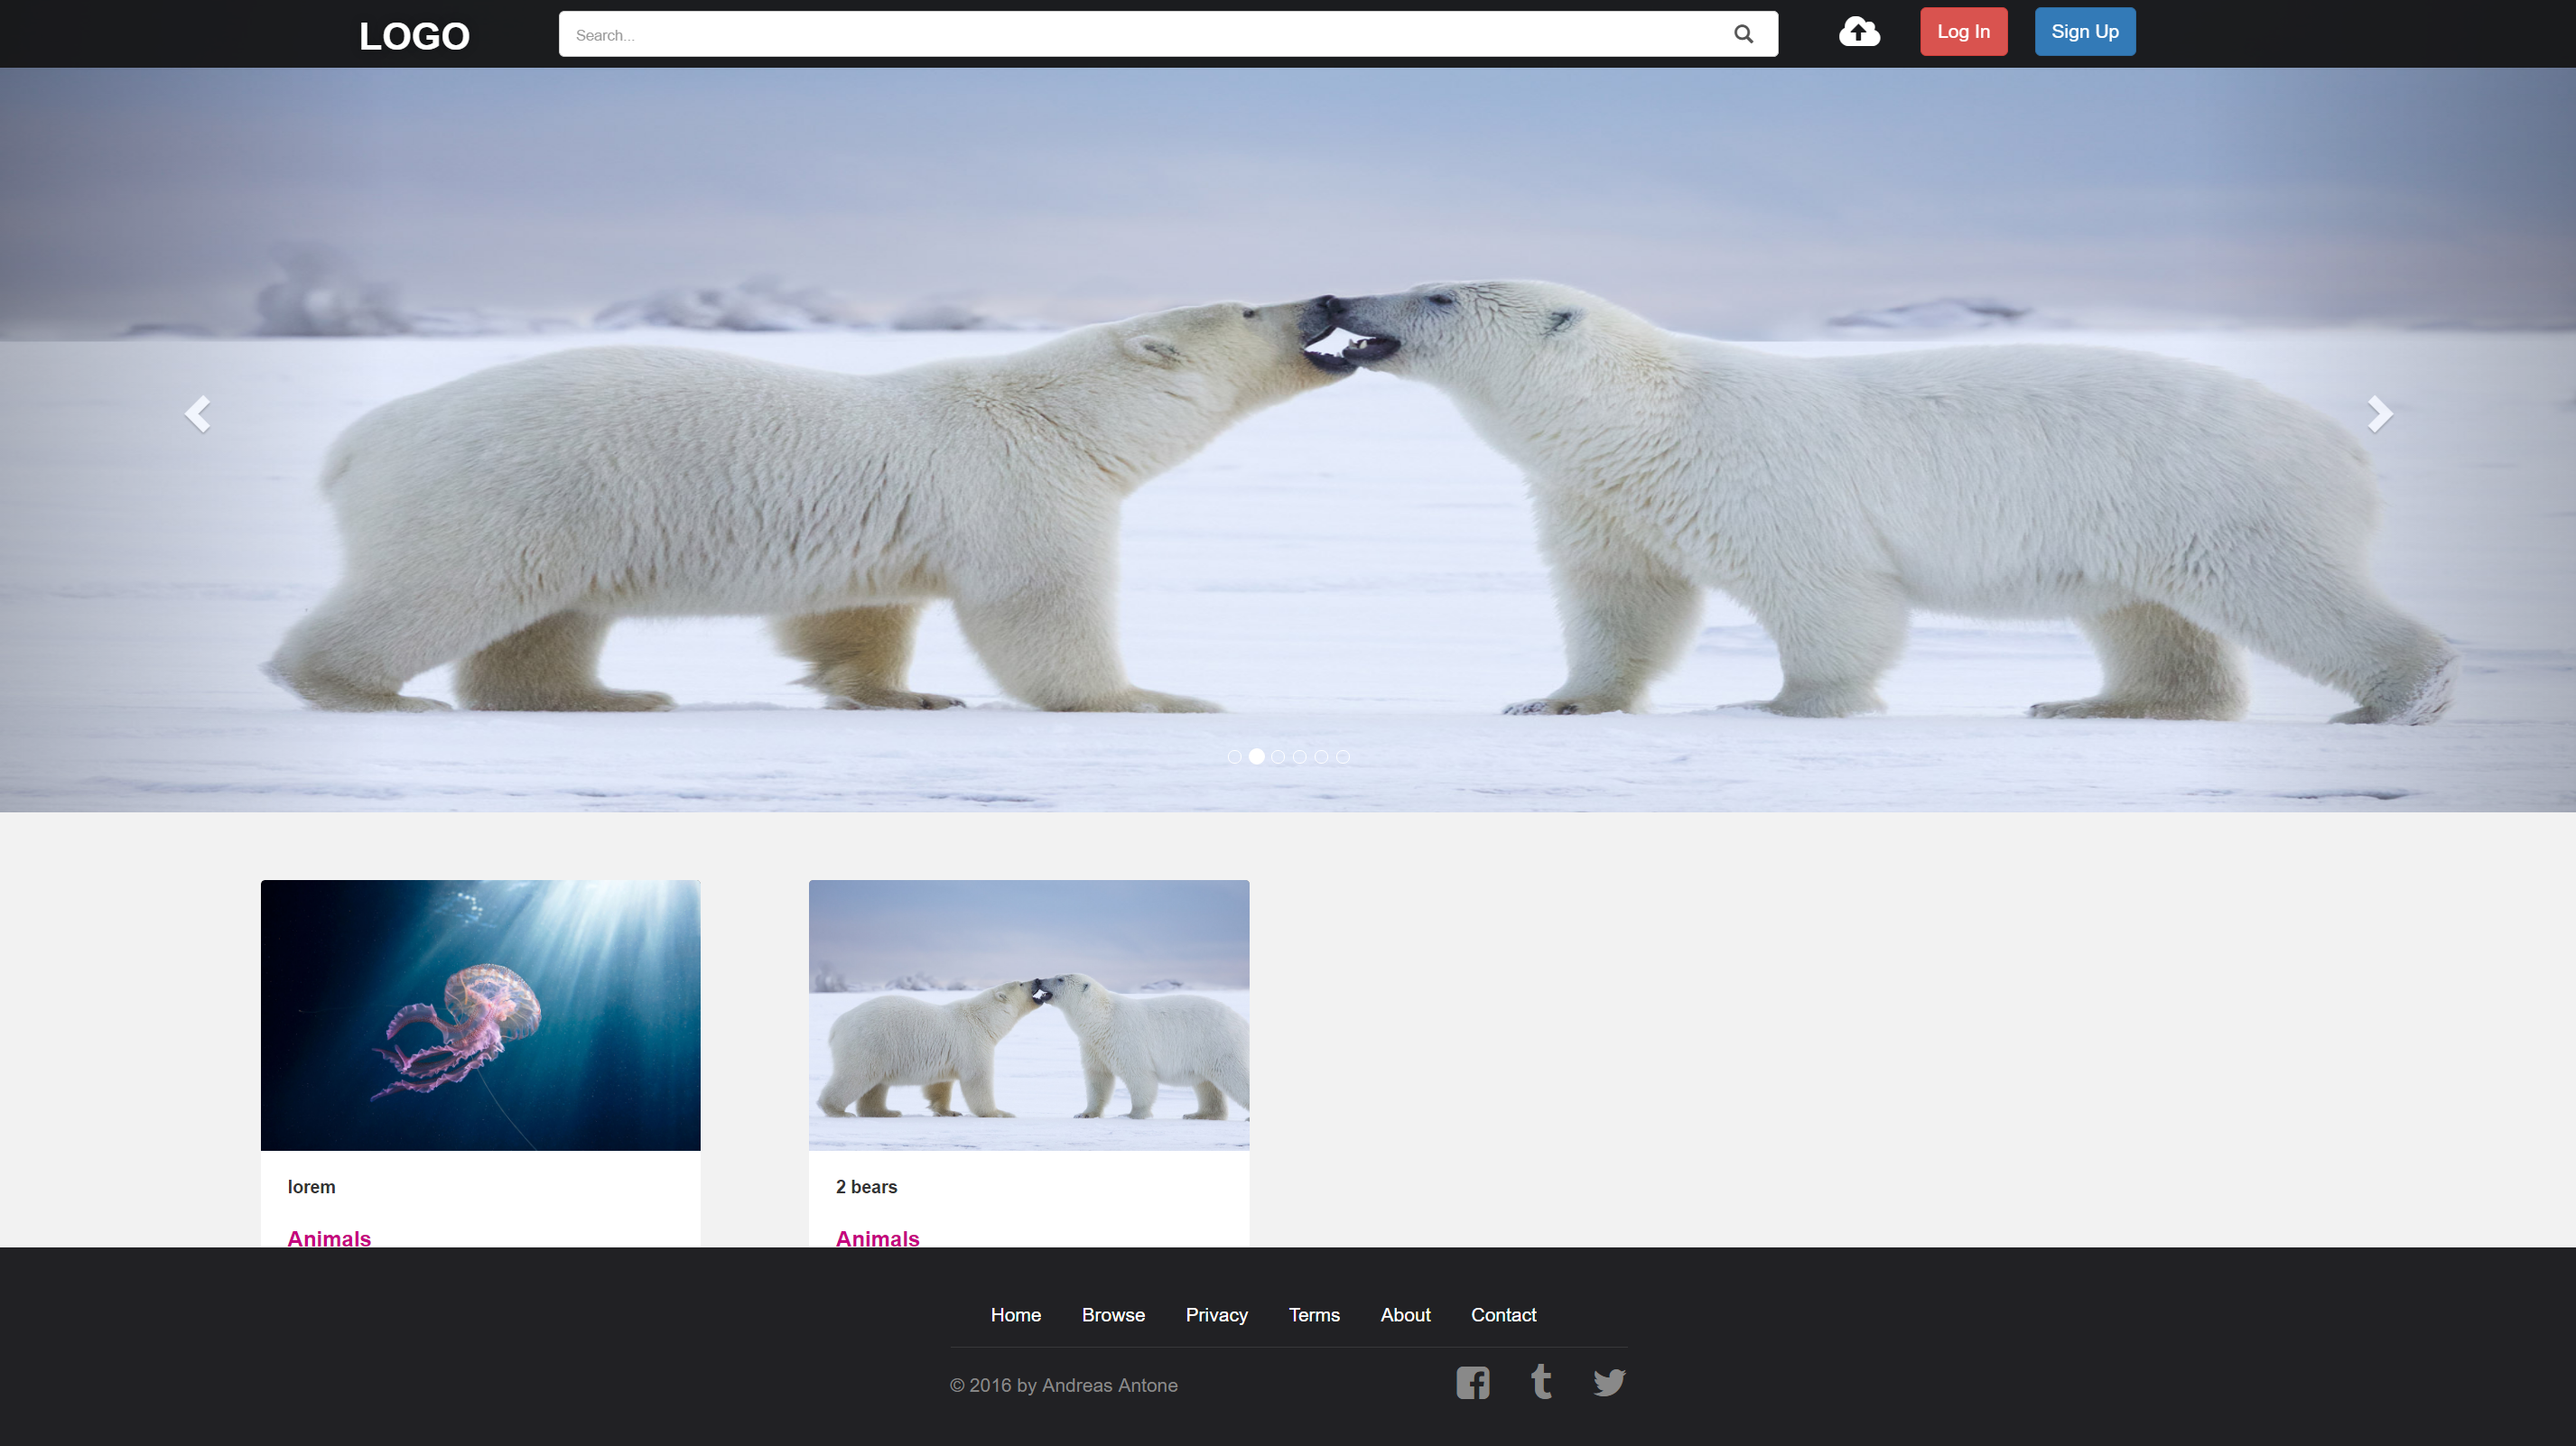 LOGO
Search...
Log In
Sign Up
lorem
Animals
2 bears
Animals
Home Browse Privacy Terms About Contact
© 2016 by Andreas Antone